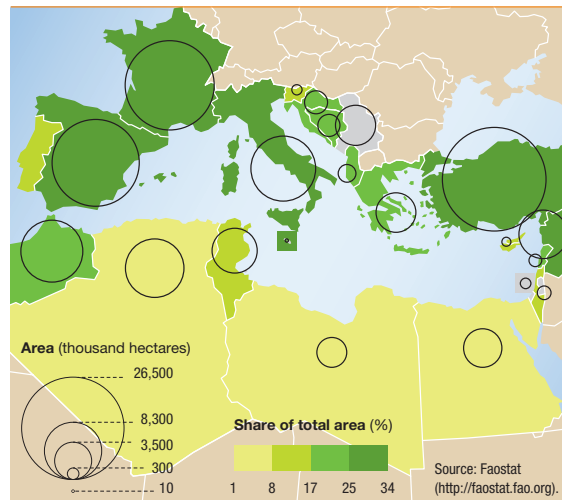 Area (thousand hectares)
26,500
8,300
3,500
300
10
Share of total area (%)
1 8 17 25 34
Source: Faostat
(http://faostat.fao.org).